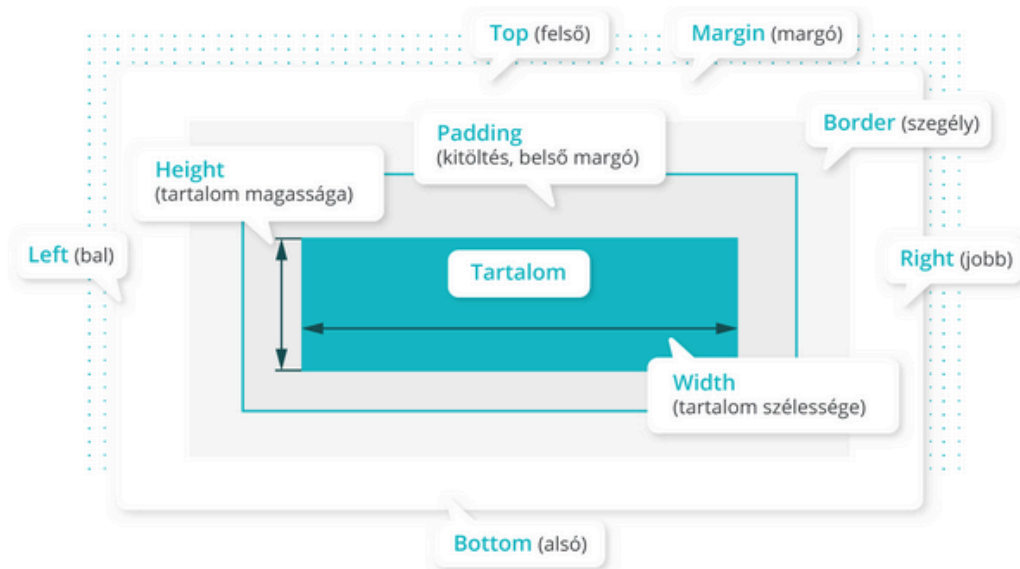 Top (felső)
Margin (margó)
Border (szegély)
Padding
(kitöltés, belső margó)
Height
(tartalom magassága)
Left (bal)
Right (jobb)
Tartalom
Width
(tartalom szélessége)
Bottom (alsó)